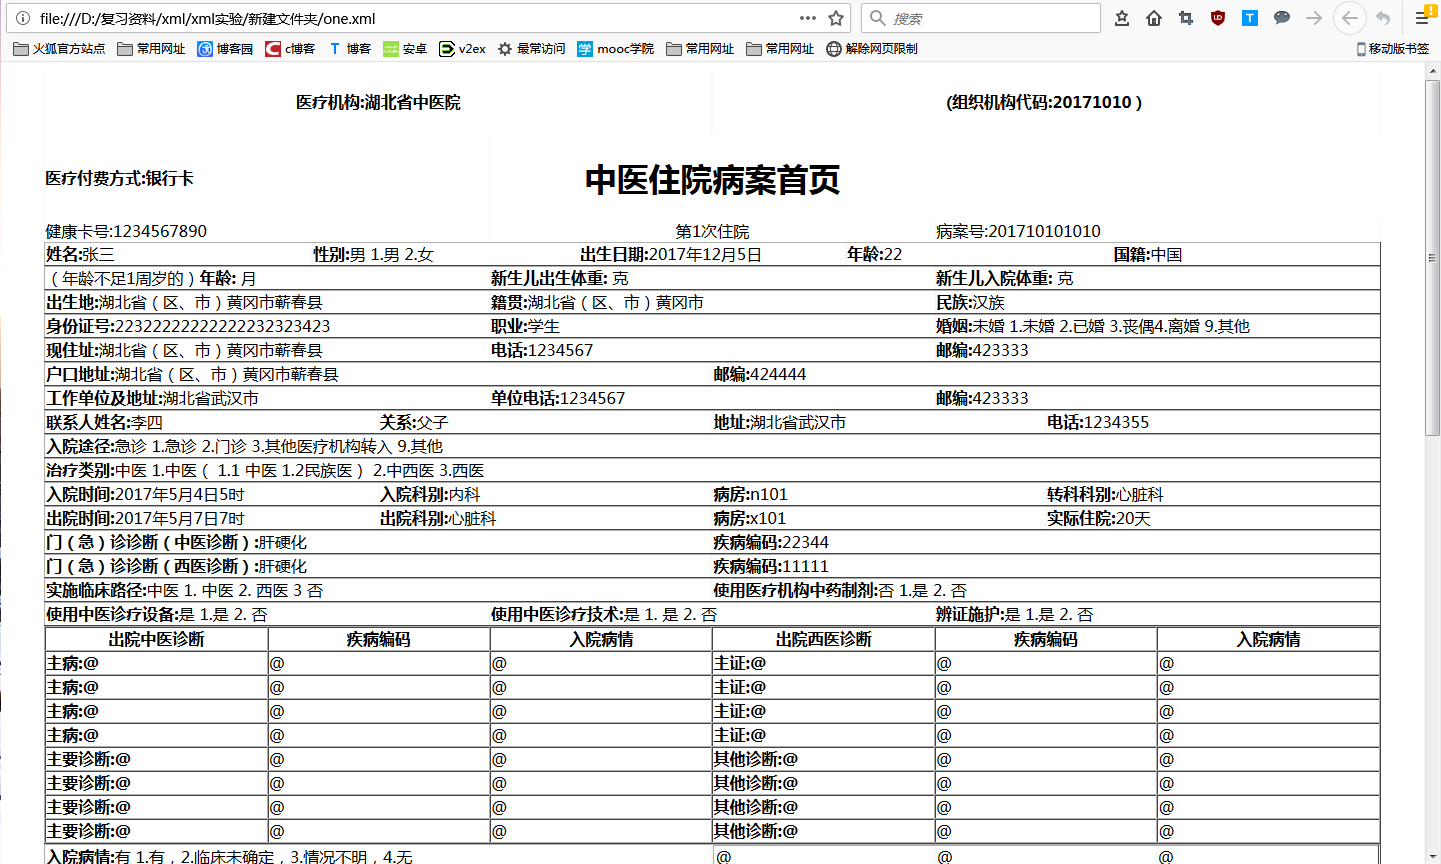 file:///D:/复习资料/xml/xml实验/新建文件夹/one.xml
搜索
火狐官方站点 常用网址 博客园 c博客 博客 安卓 v2ex 最常访问 mooc学院 常用网址 常用网址 解除网页限制 移动版书签
医疗机构:湖北省中医院 (组织机构代码:20171010 )
医疗付费方式:银行卡 中医住院病案首页
健康卡号:1234567890 第1次住院 病案号:201710101010
姓名:张三 性别:男 1.男 2.女 出生日期:2017年12月5日 年龄:22 国籍:中国
（年龄不足1周岁的）年龄: 月 新生儿出生体重: 克 新生儿入院体重: 克
出生地:湖北省（区、市）黄冈市蕲春县 籍贯:湖北省（区、市）黄冈市 民族:汉族
身份证号:22322222222222232323423 职业:学生 婚姻:未婚 1.未婚 2.已婚 3.丧偶4.离婚 9.其他
现住址:湖北省（区、市）黄冈市蕲春县 电话:1234567 邮编:423333
户口地址:湖北省（区、市）黄冈市蕲春县 邮编:424444
工作单位及地址:湖北省武汉市 单位电话:1234567 邮编:423333
联系人姓名:李四 关系:父子 地址:湖北省武汉市 电话:1234355
入院途径:急诊 1.急诊 2.门诊 3.其他医疗机构转入 9.其他
治疗类别:中医 1.中医（ 1.1 中医 1.2民族医） 2.中西医 3.西医
入院时间:2017年5月4日5时 入院科别:内科 病房:n101 转科科别:心脏科
出院时间:2017年5月7日7时 出院科别:心脏科 病房:x101 实际住院:20天
门（急）诊诊断（中医诊断）:肝硬化 疾病编码:22344
门（急）诊诊断（西医诊断）:肝硬化 疾病编码:11111
实施临床路径:中医 1. 中医 2. 西医 3 否 使用医疗机构中药制剂:否 1.是 2. 否
使用中医诊疗设备:是 1.是 2. 否 使用中医诊疗技术:是 1. 是 2. 否 辨证施护:是 1.是 2. 否
出院中医诊断 疾病编码 入院病情 出院西医诊断 疾病编码 入院病情
主病:@ @ @ 主证:@ @ @
主病:@ @ @ 主证:@ @ @
主病:@ @ @ 主证:@ @ @
主病:@ @ @ 主证:@ @ @
主要诊断:@ @ @ 其他诊断:@ @ @
主要诊断:@ @ @ 其他诊断:@ @ @
主要诊断:@ @ @ 其他诊断:@ @ @
主要诊断:@ @ @ 其他诊断:@ @ @
入院病情:有 1.有，2.临床未确定，3.情况不明，4.无 @ @ @